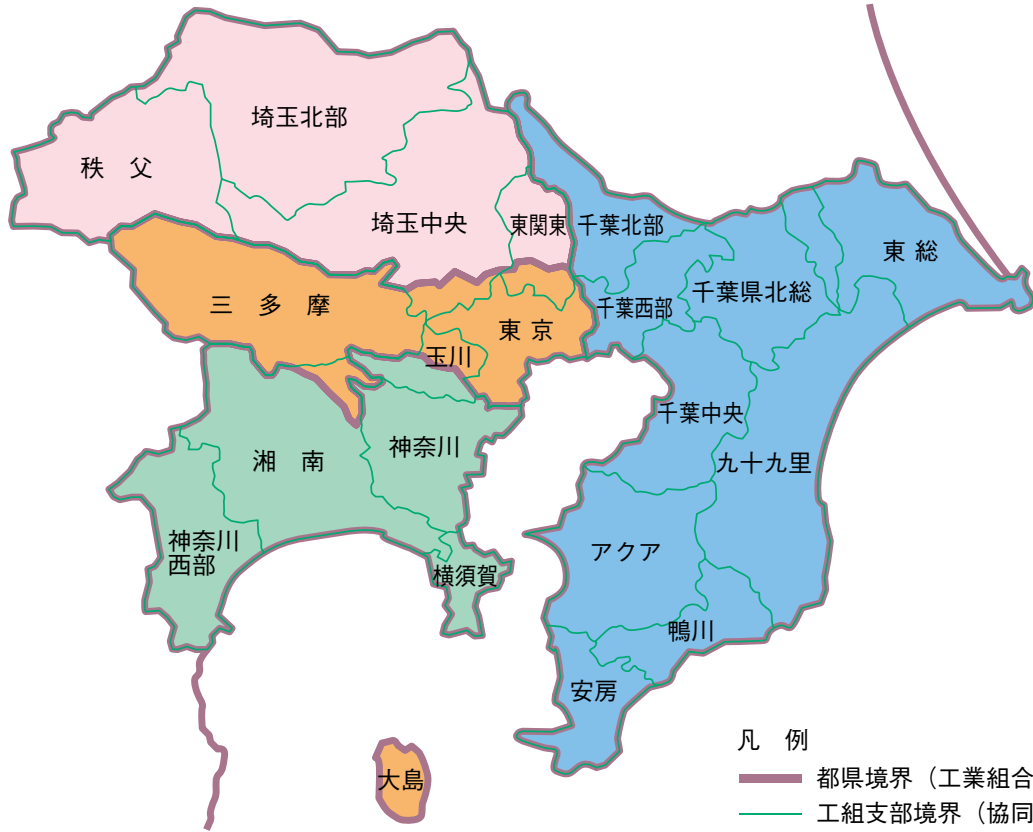 埼玉北部
秩 父
埼玉中央
東関東
千葉北部
東 総
三 多 摩
千葉西部
千葉県北総
東 京
玉川
千葉中央
神奈川
湘 南
九十九里
神奈川
西部
アクア
横須賀
鴨川
安房
大島
凡 例
都県境界（工業組合
工組支部境界（協同